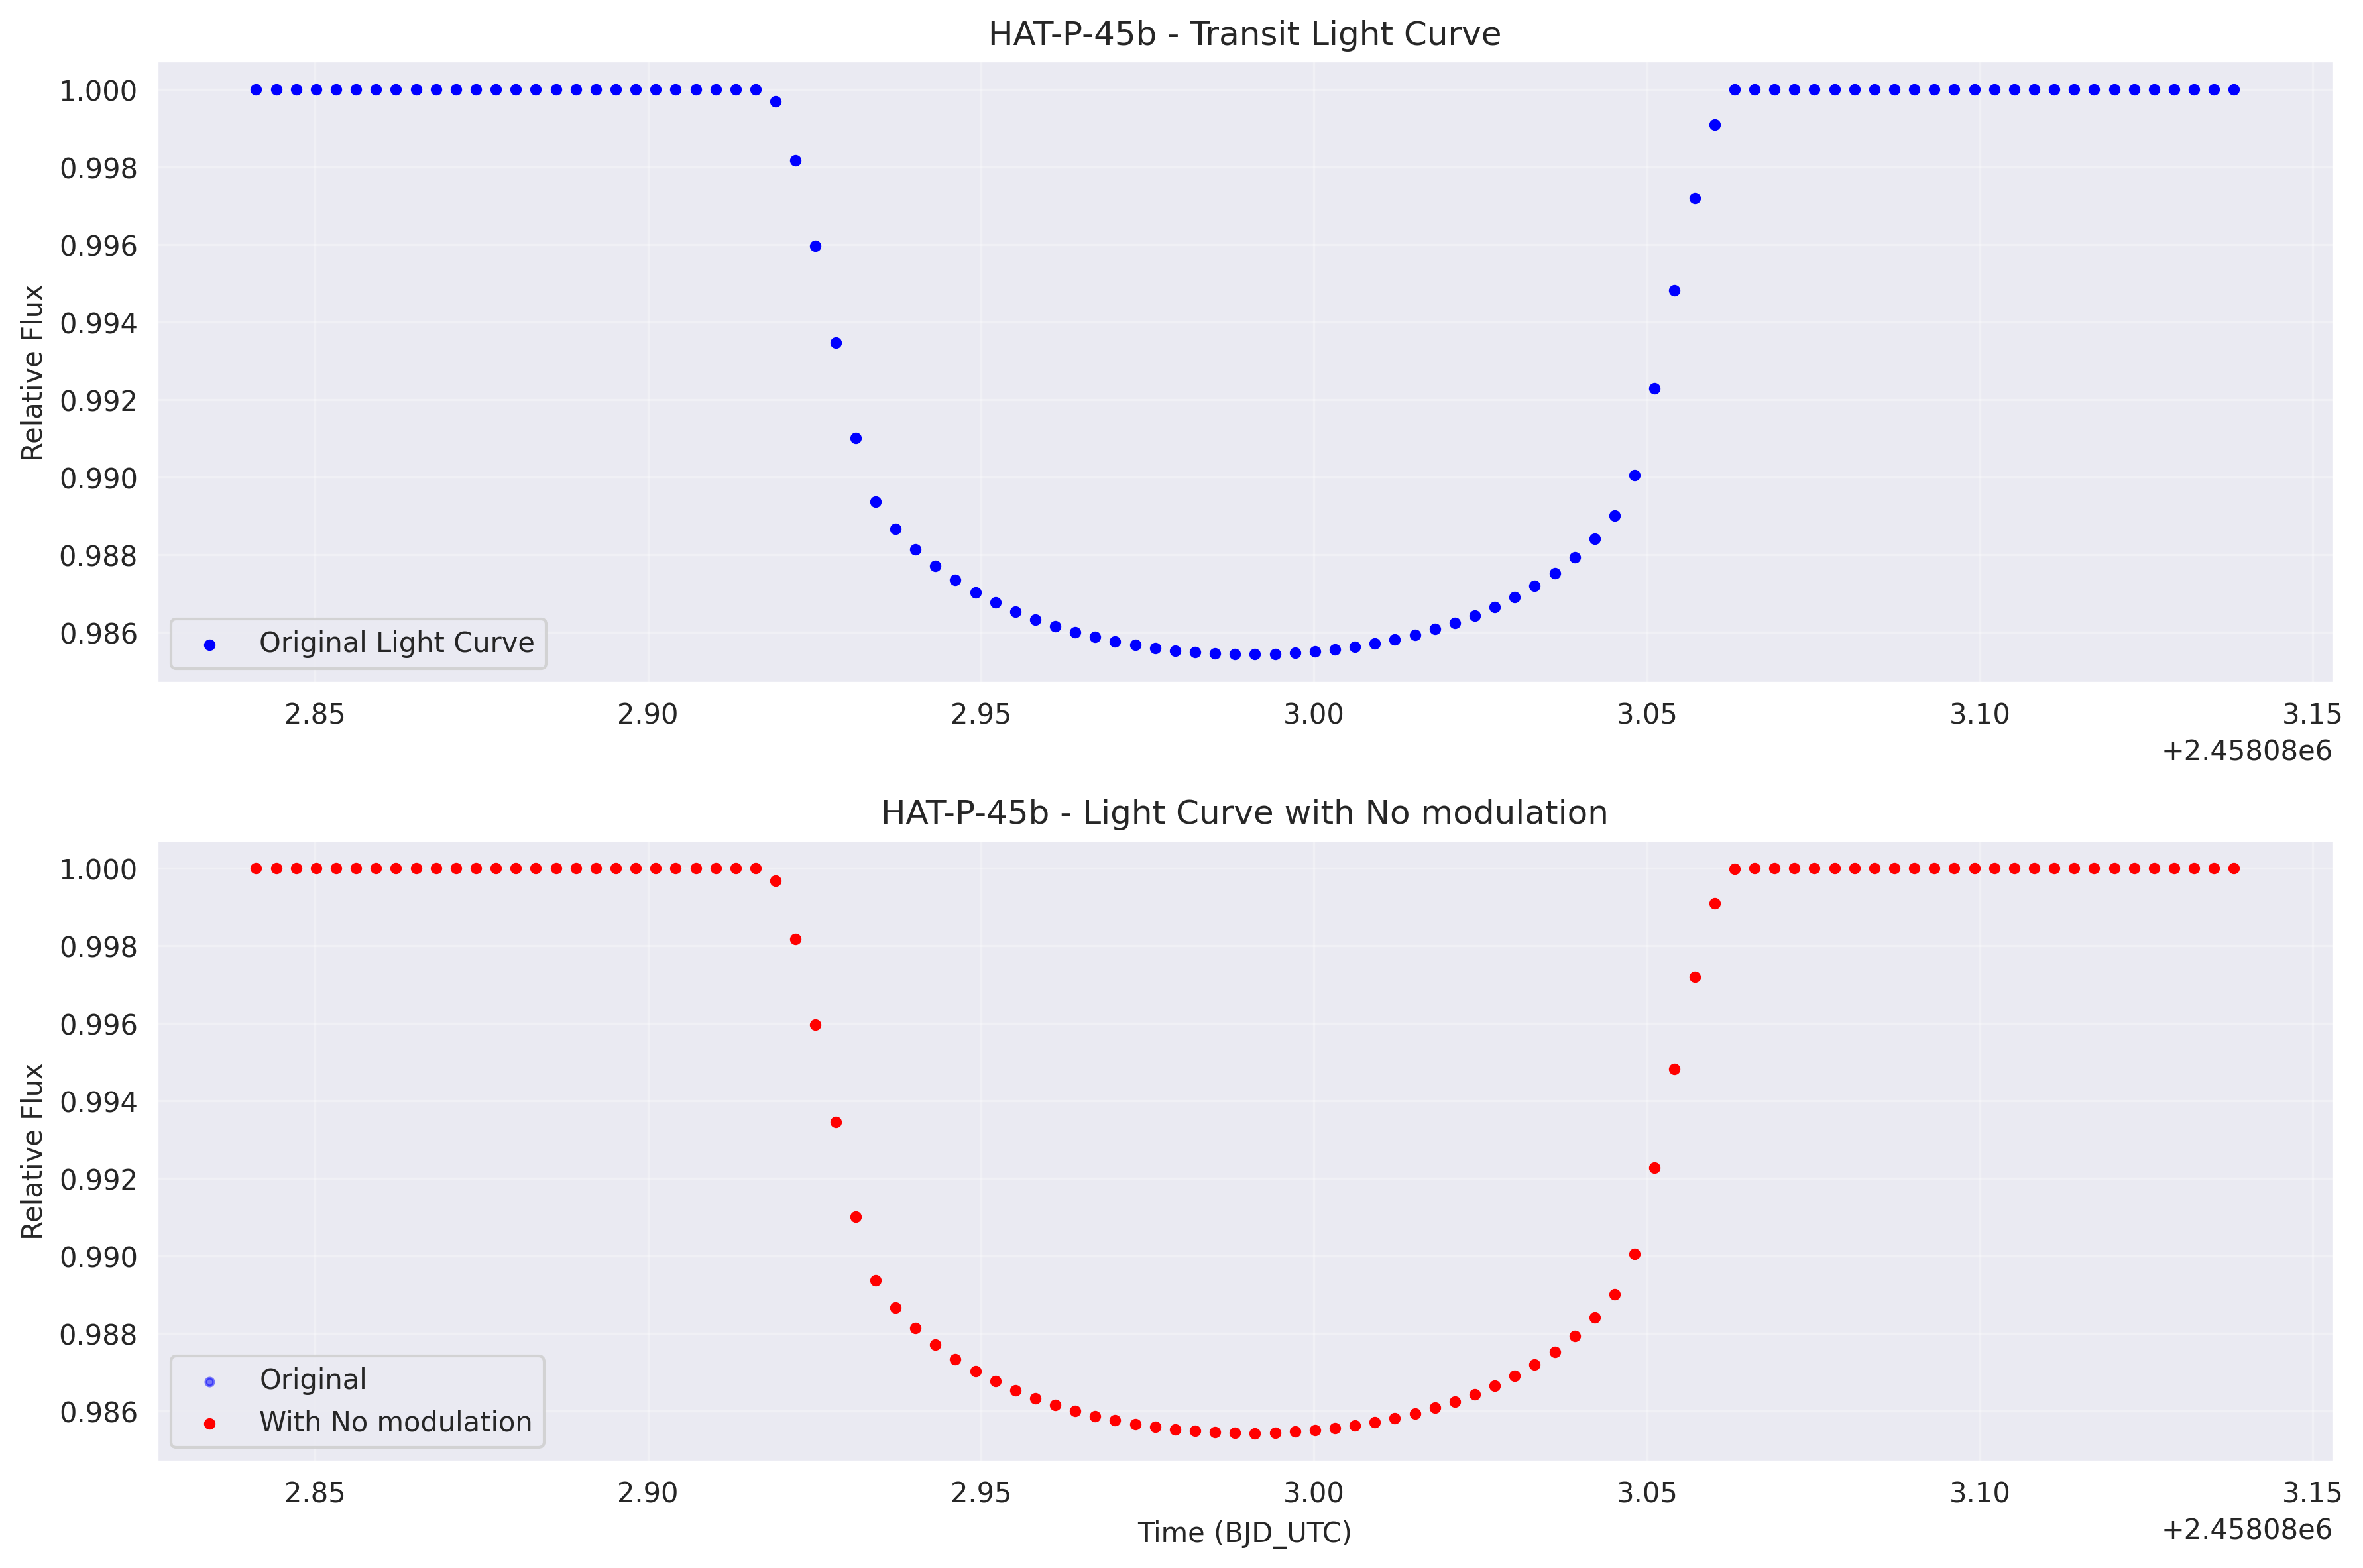 HAT-P-45b - Transit Light Curve
Relative Flux
1.000
0.998
0.996
0.994
0.992
0.990
0.988
0.986
Original Light Curve
2.85 2.90 2.95 3.00 3.05 3.10 3.15
+2.45808e6
HAT-P-45b - Light Curve with No modulation
Relative Flux
1.000
0.998
0.996
0.994
0.992
0.990
0.988
0.986
Original
With No modulation
2.85 2.90 2.95 3.00 3.05 3.10 3.15
Time (BJD_UTC)
+2.45808e6